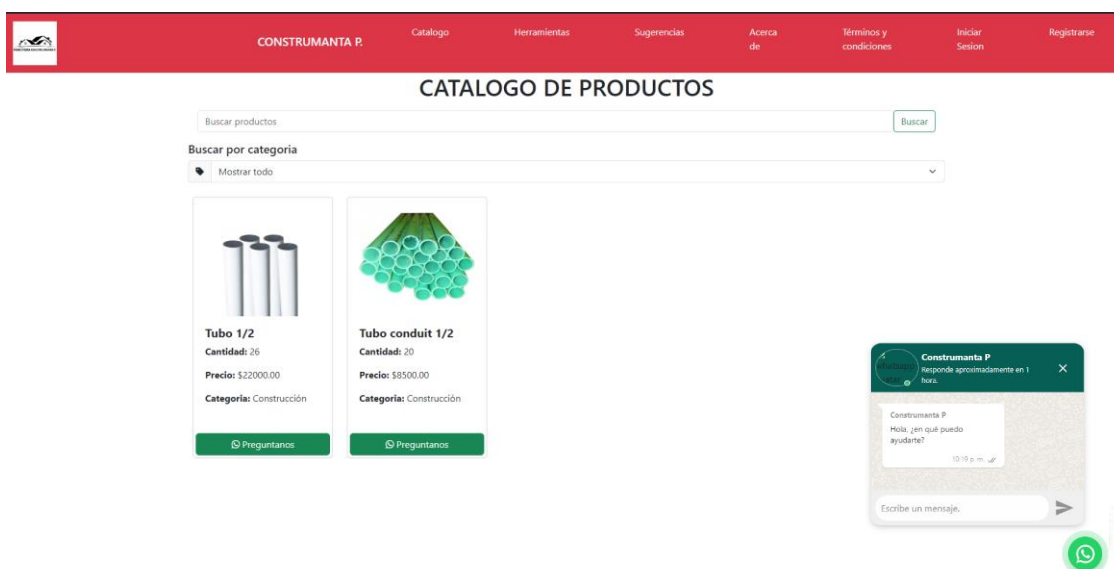 CONSTRUMANTA P.
Catalogo
Herramientas
Sugerencias
Acerca
de
Términos y
condiciones
Iniciar
Sesion
Registrarse
CATALOGO DE PRODUCTOS
Buscar productos
Buscar
Buscar por categoria
Mostrar todo
Tubo 1/2
Cantidad: 26
Precio: $22000.00
Categoria: Construcción
Preguntanos
Tubo conduit 1/2
Cantidad: 20
Precio: $8500.00
Categoria: Construcción
Preguntanos
Construmanta P
Responde aproximadamente en 1
hora.
Construmanta P
Hola, ¿en qué puedo
ayudarte?
p. m.
Escribe un mensaje.